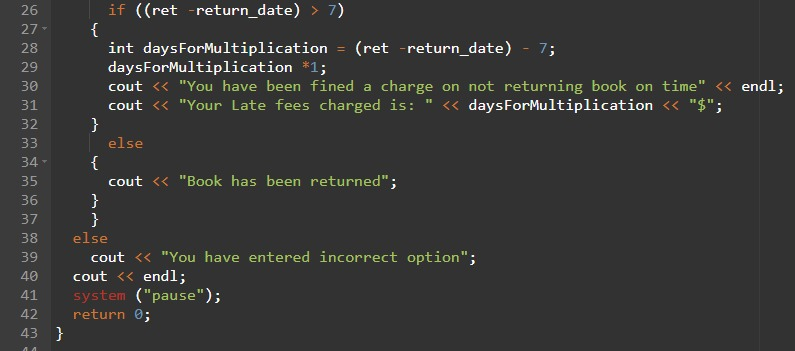 26 if ((ret -return_date) > 7)
27 {
28 int daysForMultiplication = (ret -return_date) - 7;
29 daysForMultiplication *1;
30 cout << "You have been fined a charge on not returning book on time" << endl;
31 cout << "Your Late fees charged is: " << daysForMultiplication << "$";
32 }
33 else
34 {
35 cout << "Book has been returned";
36 }
37 }
38 else
39 cout << "You have entered incorrect option";
40 cout << endl;
41 system ("pause");
42 return 0;
43 }
44